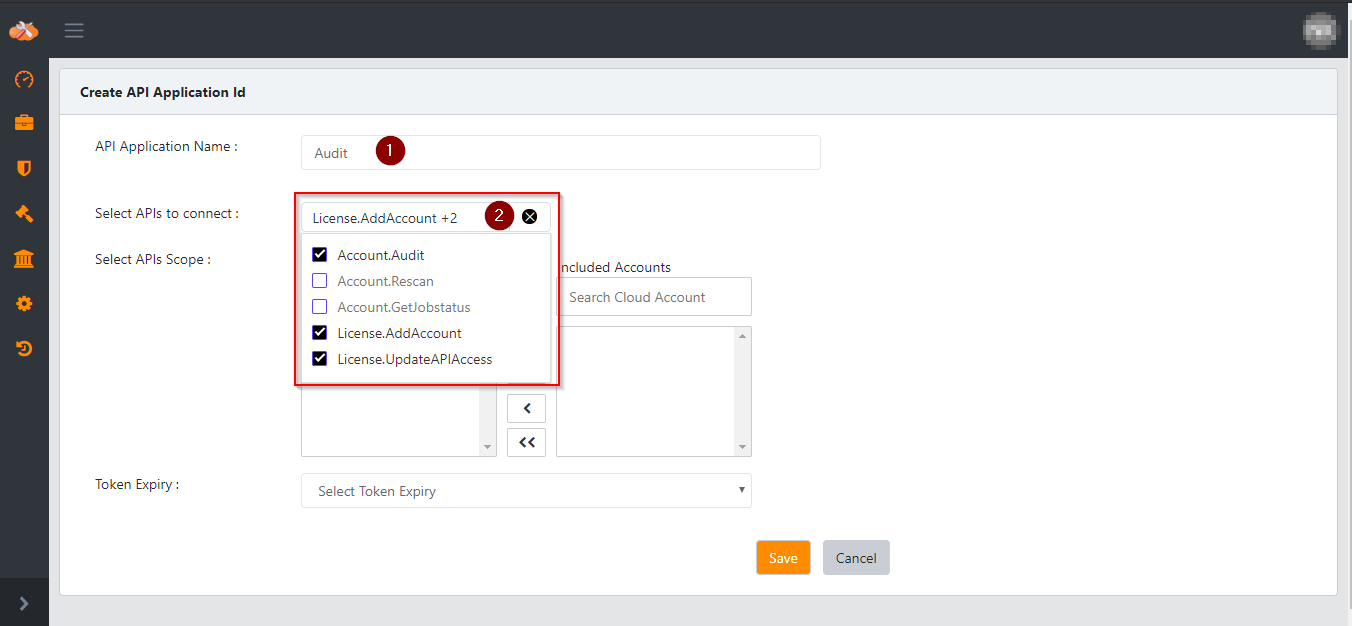 Create API Application Id
API Application Name :
Audit
1
Select APIs to connect :
License.AddAccount +2
2
Account.Audit
Account.Rescan
Account.GetJobstatus
License.AddAccount
License.UpdateAPIAccess
Select APIs Scope :
ncluded Accounts
Search Cloud Account
Token Expiry :
Select Token Expiry
Save
Cancel